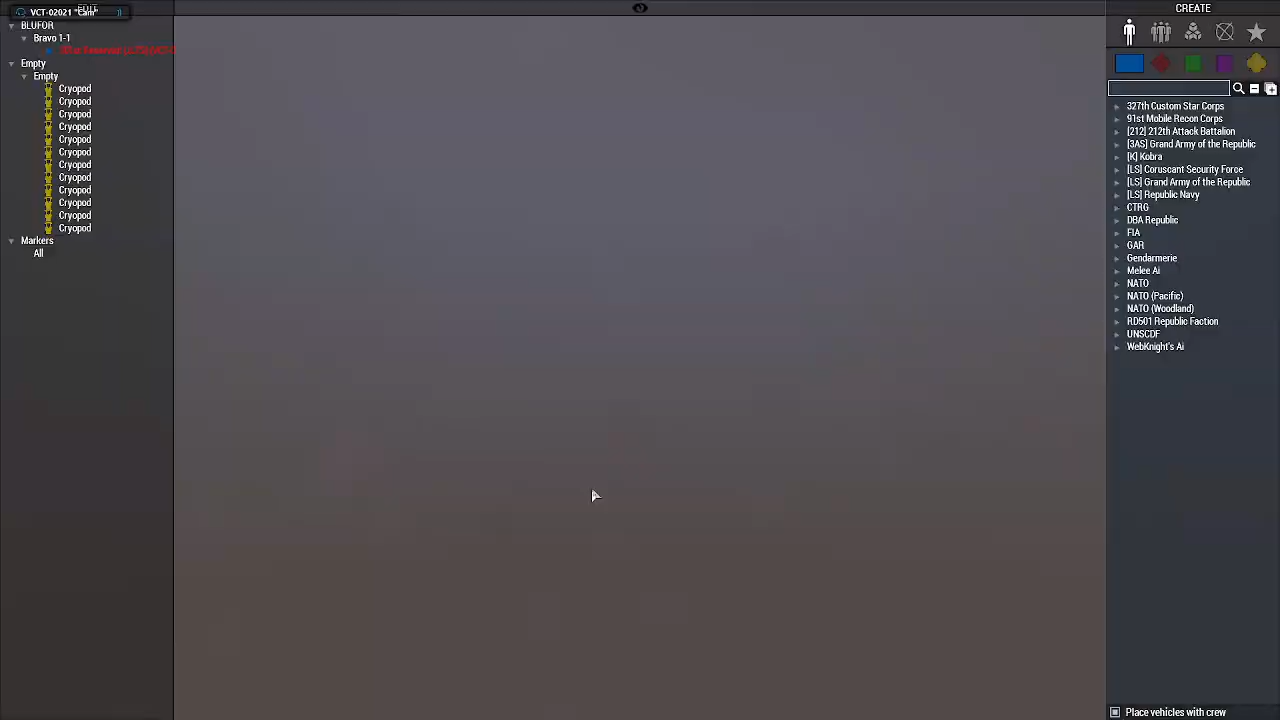 VCT-02021 "Cam"
EDIT
BLUFOR
Bravo 1-1
Empty
Empty
Cryopod
Cryopod
Cryopod
Cryopod
Cryopod
Cryopod
Cryopod
Cryopod
Cryopod
Cryopod
Cryopod
Cryopod
Markers
All
CREATE
327th Custom Star Corps
91st Mobile Recon Corps
[212] 212th Attack Battalion
[3AS] Grand Army of the Republic
[K] Kobra
[LS] Coruscant Security Force
[LS] Grand Army of the Republic
[LS] Republic Navy
CTRG
DBA Republic
FIA
GAR
Gendarmerie
Melee Ai
NATO
NATO (Pacific)
NATO (Woodland)
RD501 Republic Faction
UNSCDF
WebKnight's Ai
Place vehicles with crew